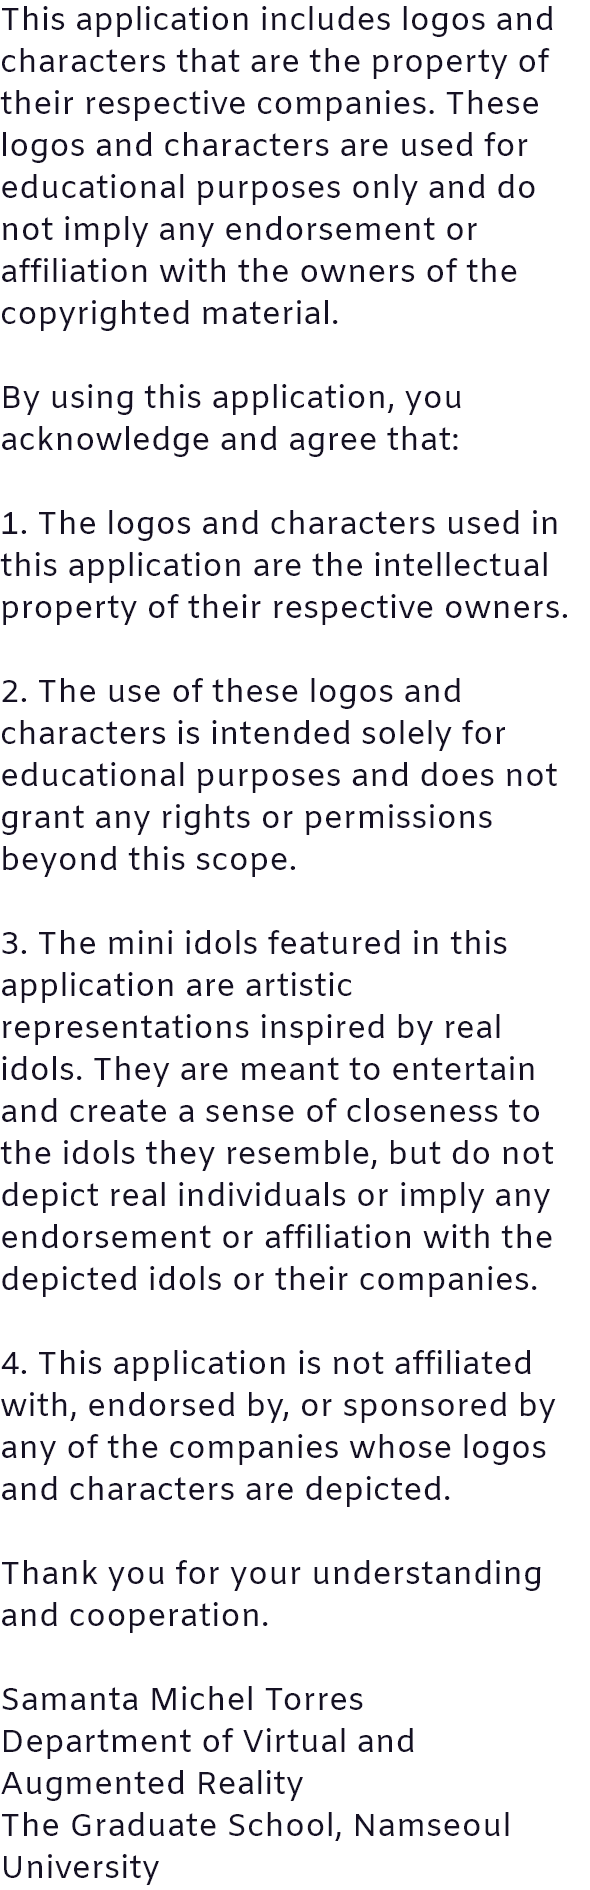 This application includes logos and
characters that are the property of
their respective companies. These
logos and characters are used for
educational purposes only and do
not imply any endorsement or
affiliation with the owners of the
copyrighted material.

By using this application, you
acknowledge and agree that:

1. The logos and characters used in
this application are the intellectual
property of their respective owners.

2. The use of these logos and
characters is intended solely for
educational purposes and does not
grant any rights or permissions
beyond this scope.

3. The mini idols featured in this
application are artistic
representations inspired by real
idols. They are meant to entertain
and create a sense of closeness to
the idols they resemble, but do not
depict real individuals or imply any
endorsement or affiliation with the
depicted idols or their companies.

4. This application is not affiliated
with, endorsed by, or sponsored by
any of the companies whose logos
and characters are depicted.

Thank you for your understanding
and cooperation.

Samanta Michel Torres
Department of Virtual and
Augmented Reality
The Graduate School, Namseoul
University